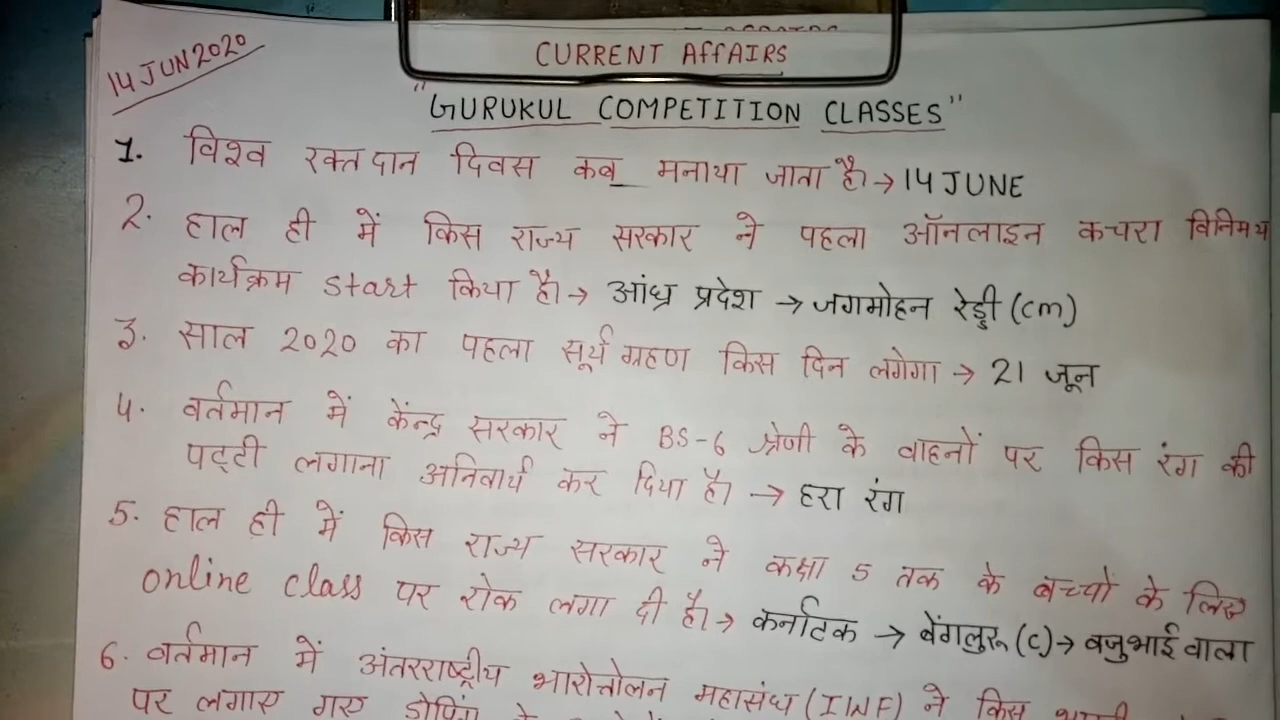 14 JUN 2020
CURRENT AFFAIRS
"GURUKUL COMPETITION CLASSES"
1. विश्व रक्तदान दिवस कब मनाया जाता है। → 14 JUNE
2. हाल ही में किस राज्य सरकार ने पहला ऑनलाइन कचरा विनिमय
कार्यक्रम start किया है। → आंध्र प्रदेश → जगमोहन रेड्डी (cm)
3. साल 2020 का पहला सूर्य ग्रहण किस दिन लगेगा → 21 जून
4. वर्तमान में केंन्द्र सरकार ने BS-6 श्रेणी के वाहनों पर किस रंग की
पट्टी लगाना अनिवार्य कर दिया है। → हरा रंग
5. हाल ही में किस राज्य सरकार ने कक्षा 5 तक के बच्चों के लिए
online class पर रोक लगा दी है। → कर्नाटक → बेंगलुरू (C) → वजुभाई वाला
6. वर्तमान में अंतरराष्ट्रीय भारोत्तोलन महासंघ (IWF) ने किस
पर लगाए गए डोपिंग के